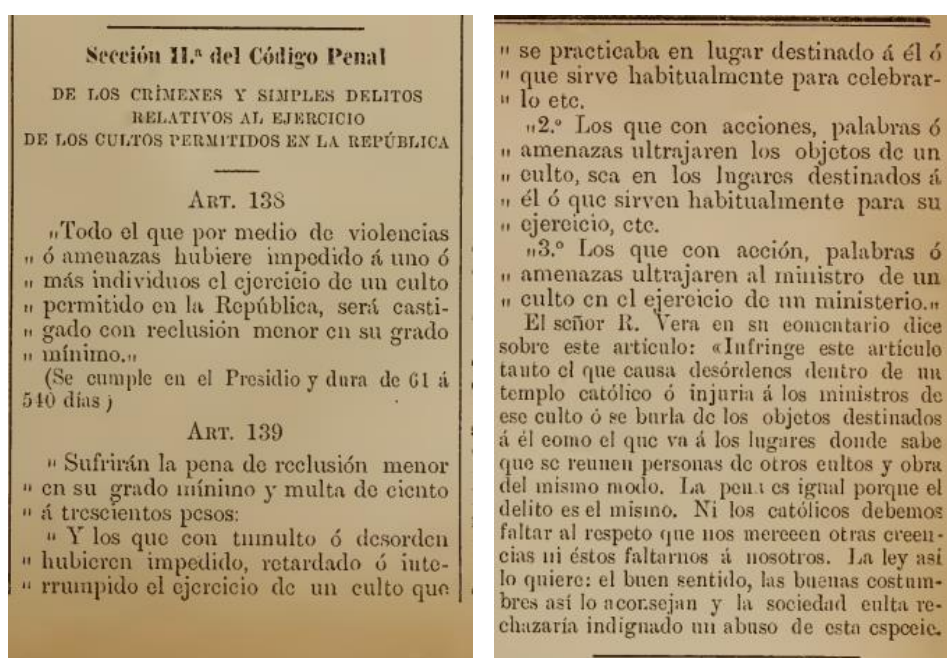 Sección II.ª del Código Penal
DE LOS CRÍMENES Y SIMPLES DELITOS
RELATIVOS AL EJERCICIO
DE LOS CULTOS PERMITIDOS EN LA REPÚBLICA
ART. 138
„Todo el que por medio de violencias
„ ó amenazas hubiere impedido á uno ó
„ más individuos el ejercicio de un culto
„ permitido en la República, será casti-
„ gado con reclusión menor en su grado
„ mínimo.„
(Se cumple en el Presidio y dura de 61 á
540 días)
ART. 139
" Sufrirán la pena de reclusión menor
" en su grado mínimo y multa de ciento
" á trescientos pesos:
" Y los que con tumulto ó desorden
" hubieren impedido, retardado ó inte-
" rrumpido el ejercicio de un culto que
" se practicaba en lugar destinado á él ó
" que sirve habitualmente para celebrar-
" lo etc.
„2.º Los que con acciones, palabras ó
„ amenazas ultrajaren los objetos de un
„ culto, sea en los lugares destinados á
„ él ó que sirven habitualmente para su
„ ejercicio, etc.
„3.º Los que con acción, palabras ó
„ amenazas ultrajaren al ministro de un
„ culto en el ejercicio de un ministerio.„
El señor R. Vera en su comentario dice
sobre este artículo: «Infringe este artículo
tanto el que causa desórdenes dentro de un
templo católico ó injuria á los ministros de
ese culto ó se burla de los objetos destinados
á él como el que va á los lugares donde sabe
que se reunen personas de otros cultos y obra
del mismo modo. La pena es igual porque el
delito es el mismo. Ni los católicos debemos
faltar al respeto que nos merecen otras creen-
cias ni éstos faltarnos á nosotros. La ley así
lo quiere: el buen sentido, las buenas costum-
bres así lo aconsejan y la sociedad culta re-
chazaría indignado un abuso de esta especie.